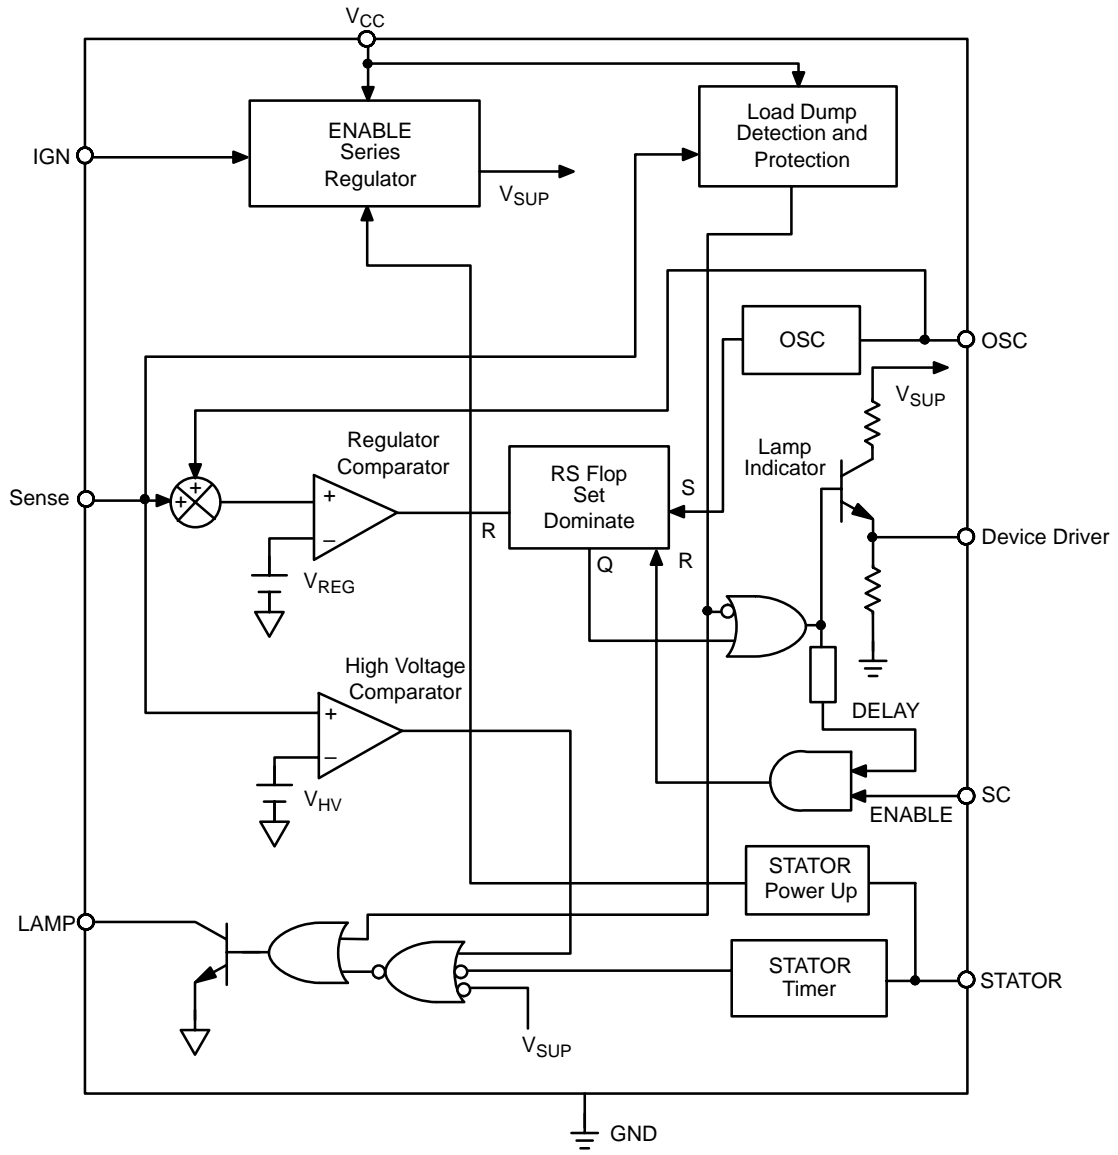 VCC
IGN
ENABLE
Series
Regulator
VSUP
Load Dump
Detection and
Protection
OSC
OSC
VSUP
Lamp
Indicator
Regulator
Comparator
Sense
+
+
+
−
VREG
R
RS Flop
Set
Dominate
S
Q
R
Device Driver
High Voltage
Comparator
+
−
VHV
DELAY
SC
ENABLE
STATOR
Power Up
LAMP
STATOR
Timer
STATOR
VSUP
GND